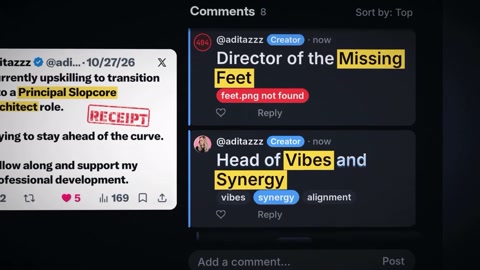 Comments 8
Sort by: Top
itazzz @adi... · 10/27/26
urrently upskilling to transition
to a Principal Slopcore
rchitect role.
RECEIPT
ying to stay ahead of the curve.
llow along and support my
ofessional development.
2 5 169
404
@aditazzz Creator · now
Director of the Missing
Feet
feet.png not found
Reply
@aditazzz Creator · now
Head of Vibes and
Synergy
vibes synergy alignment
Reply
Add a comment...
Post